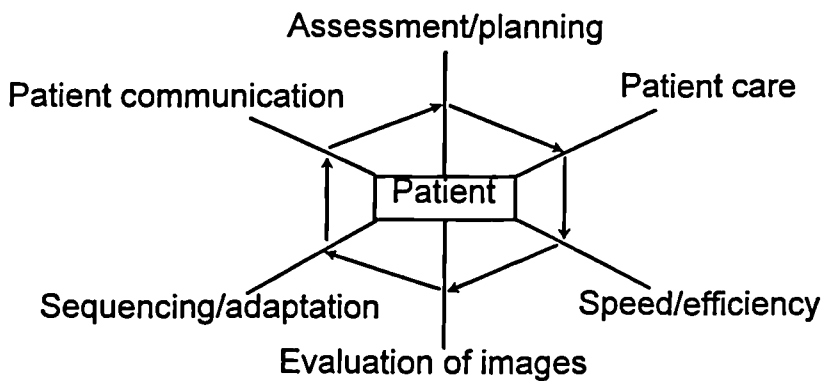 Assessment/planning
Patient communication
Patient care
Patient
Sequencing/adaptation
Speed/efficiency
Evaluation of images